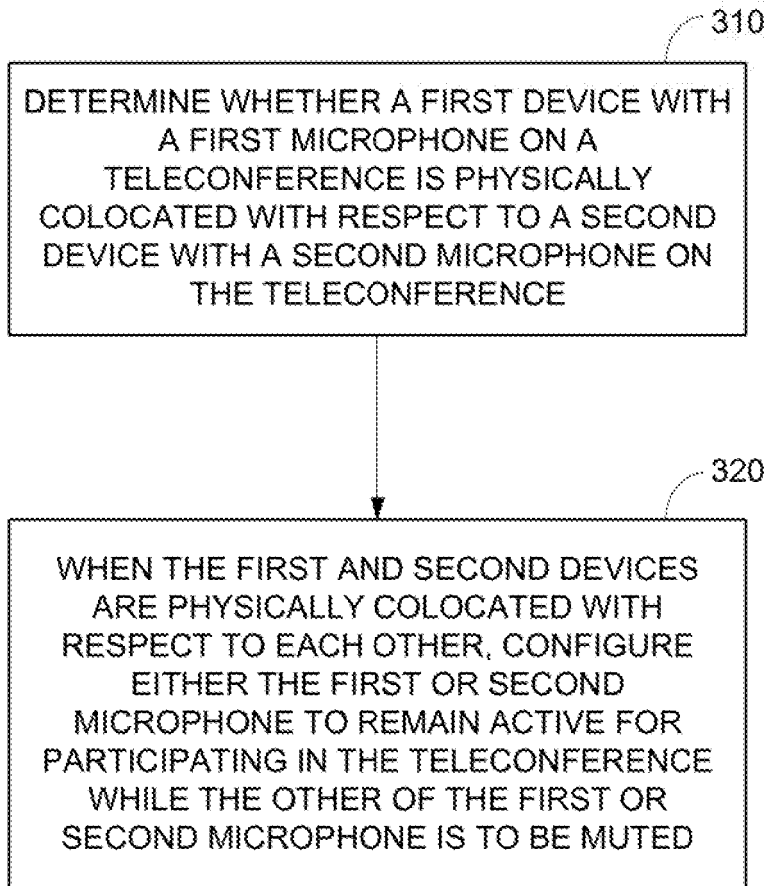 310
DETERMINE WHETHER A FIRST DEVICE WITH
A FIRST MICROPHONE ON A
TELECONFERENCE IS PHYSICALLY
COLOCATED WITH RESPECT TO A SECOND
DEVICE WITH A SECOND MICROPHONE ON
THE TELECONFERENCE
320
WHEN THE FIRST AND SECOND DEVICES
ARE PHYSICALLY COLOCATED WITH
RESPECT TO EACH OTHER, CONFIGURE
EITHER THE FIRST OR SECOND
MICROPHONE TO REMAIN ACTIVE FOR
PARTICIPATING IN THE TELECONFERENCE
WHILE THE OTHER OF THE FIRST OR
SECOND MICROPHONE IS TO BE MUTED